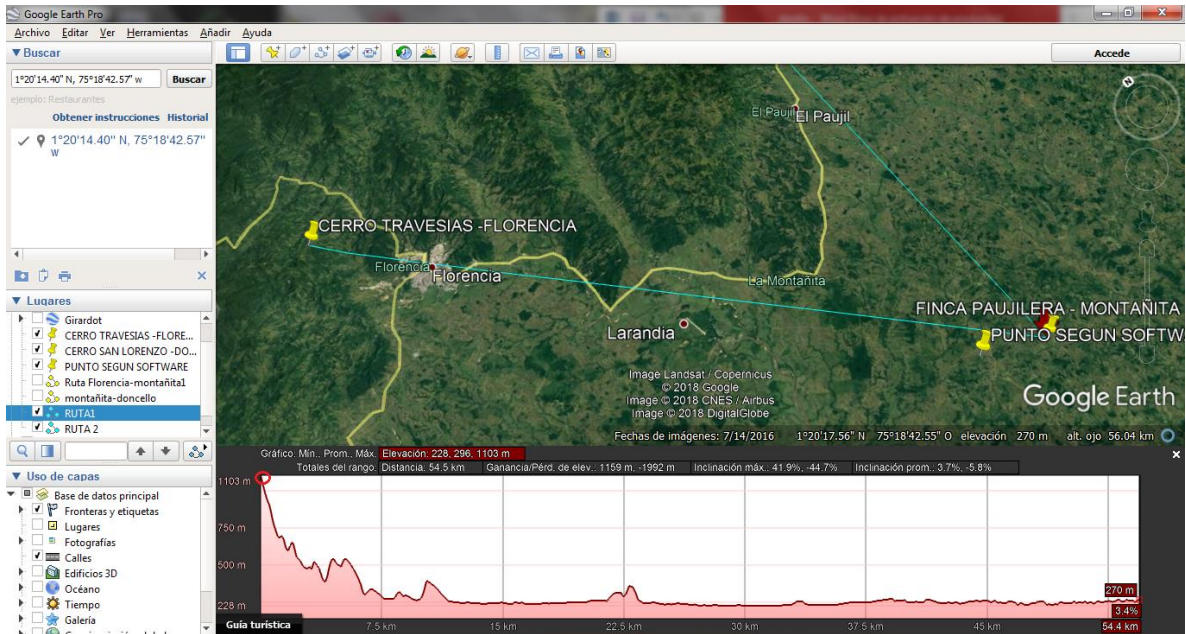 Google Earth Pro
Archivo Editar Ver Herramientas Añadir Ayuda
▼ Buscar
1°20'14.40" N, 75°18'42.57" w
Buscar
ejemplo: Restaurantes
Obtener instrucciones Historial
1°20'14.40" N, 75°18'42.57"
w
▼ Lugares
Girardot
CERRO TRAVESIAS -FLORE...
CERRO SAN LORENZO -DO...
PUNTO SEGUN SOFTWARE
Ruta Florencia-montañita1
montañita-doncello
RUTA1
RUTA 2
▼ Uso de capas
Base de datos principal
Fronteras y etiquetas
Lugares
Fotografías
Calles
Edificios 3D
Océano
Tiempo
Galería
Accede
N
El Paujil
El Paujil
CERRO TRAVESIAS -FLORENCIA
Florencia
Florencia
La Montañita
FINCA PAUJILERA - MONTAÑITA
PUNTO SEGUN SOFTW
Larandia
Image Landsat / Copernicus
© 2018 Google
Image © 2018 CNES / Airbus
Image © 2018 DigitalGlobe
Google Earth
Fechas de imágenes: 7/14/2016 1°20'17.56" N 75°18'42.55" O elevación 270 m alt. ojo 56.04 km
Gráfico: Mín.. Prom.. Máx. Elevación: 228, 296, 1103 m
Totales del rango: Distancia: 54.5 km Ganancia/Pérd. de elev.: 1159 m, -1992 m Inclinación máx.: 41.9%, -44.7% Inclinación prom.: 3.7%, -5.8%
1103 m
750 m
500 m
228 m
270 m
3.4%
Guía turística
7.5 km 15 km 22.5 km 30 km 37.5 km 45 km 54.4 km